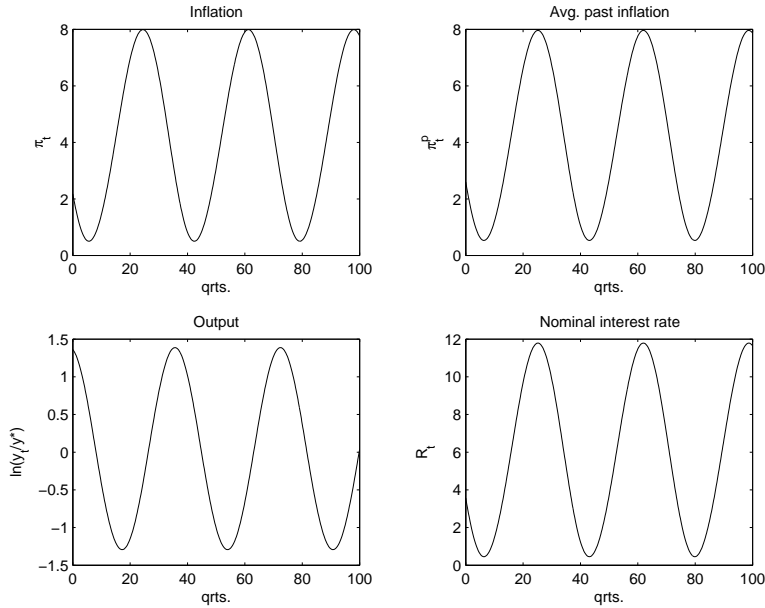 Inflation
8
6
4
2
0
π_t
0 20 40 60 80 100
qrts.
Avg. past inflation
8
6
4
2
0
π_t^p
0 20 40 60 80 100
qrts.
Output
1.5
1
0.5
0
−0.5
−1
−1.5
ln(y_t/y*)
0 20 40 60 80 100
qrts.
Nominal interest rate
12
10
8
6
4
2
0
R_t
0 20 40 60 80 100
qrts.